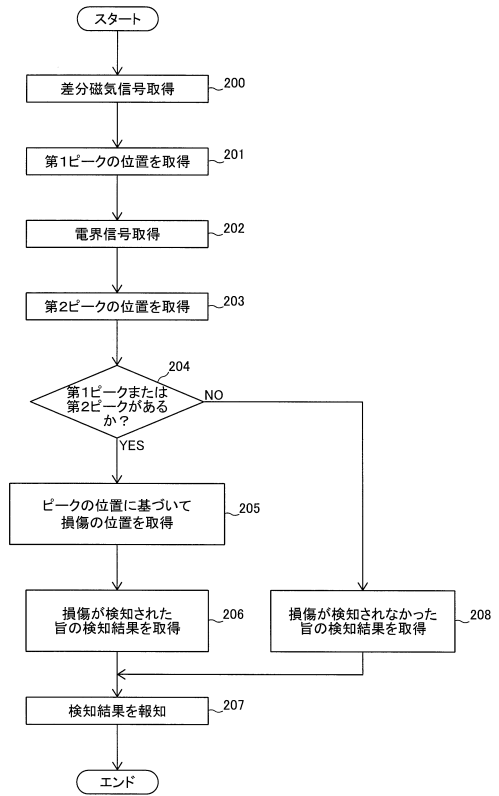 スタート
差分磁気信号取得
200
第1ピークの位置を取得
201
電界信号取得
202
第2ピークの位置を取得
203
204
第1ピークまたは
第2ピークがある
か？
NO
YES
ピークの位置に基づいて
損傷の位置を取得
205
損傷が検知された
旨の検知結果を取得
206
損傷が検知されなかった
旨の検知結果を取得
208
検知結果を報知
207
エンド